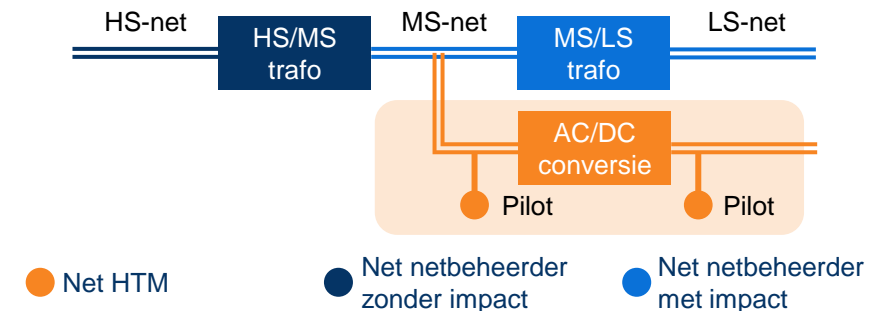 HS-net
MS-net
LS-net
HS/MS
trafo
MS/LS
trafo
AC/DC
conversie
Pilot
Pilot
Net HTM
Net netbeheerder
zonder impact
Net netbeheerder
met impact